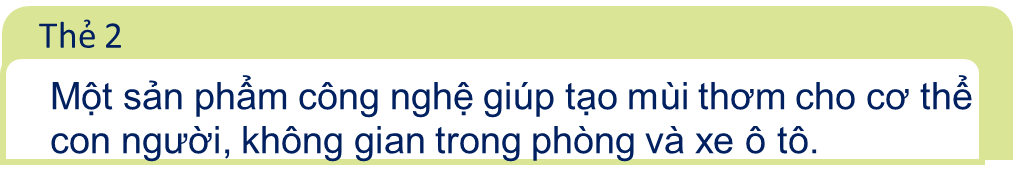 Thẻ 2
Một sản phẩm công nghệ giúp tạo mùi thơm cho cơ thể
con người, không gian trong phòng và xe ô tô.